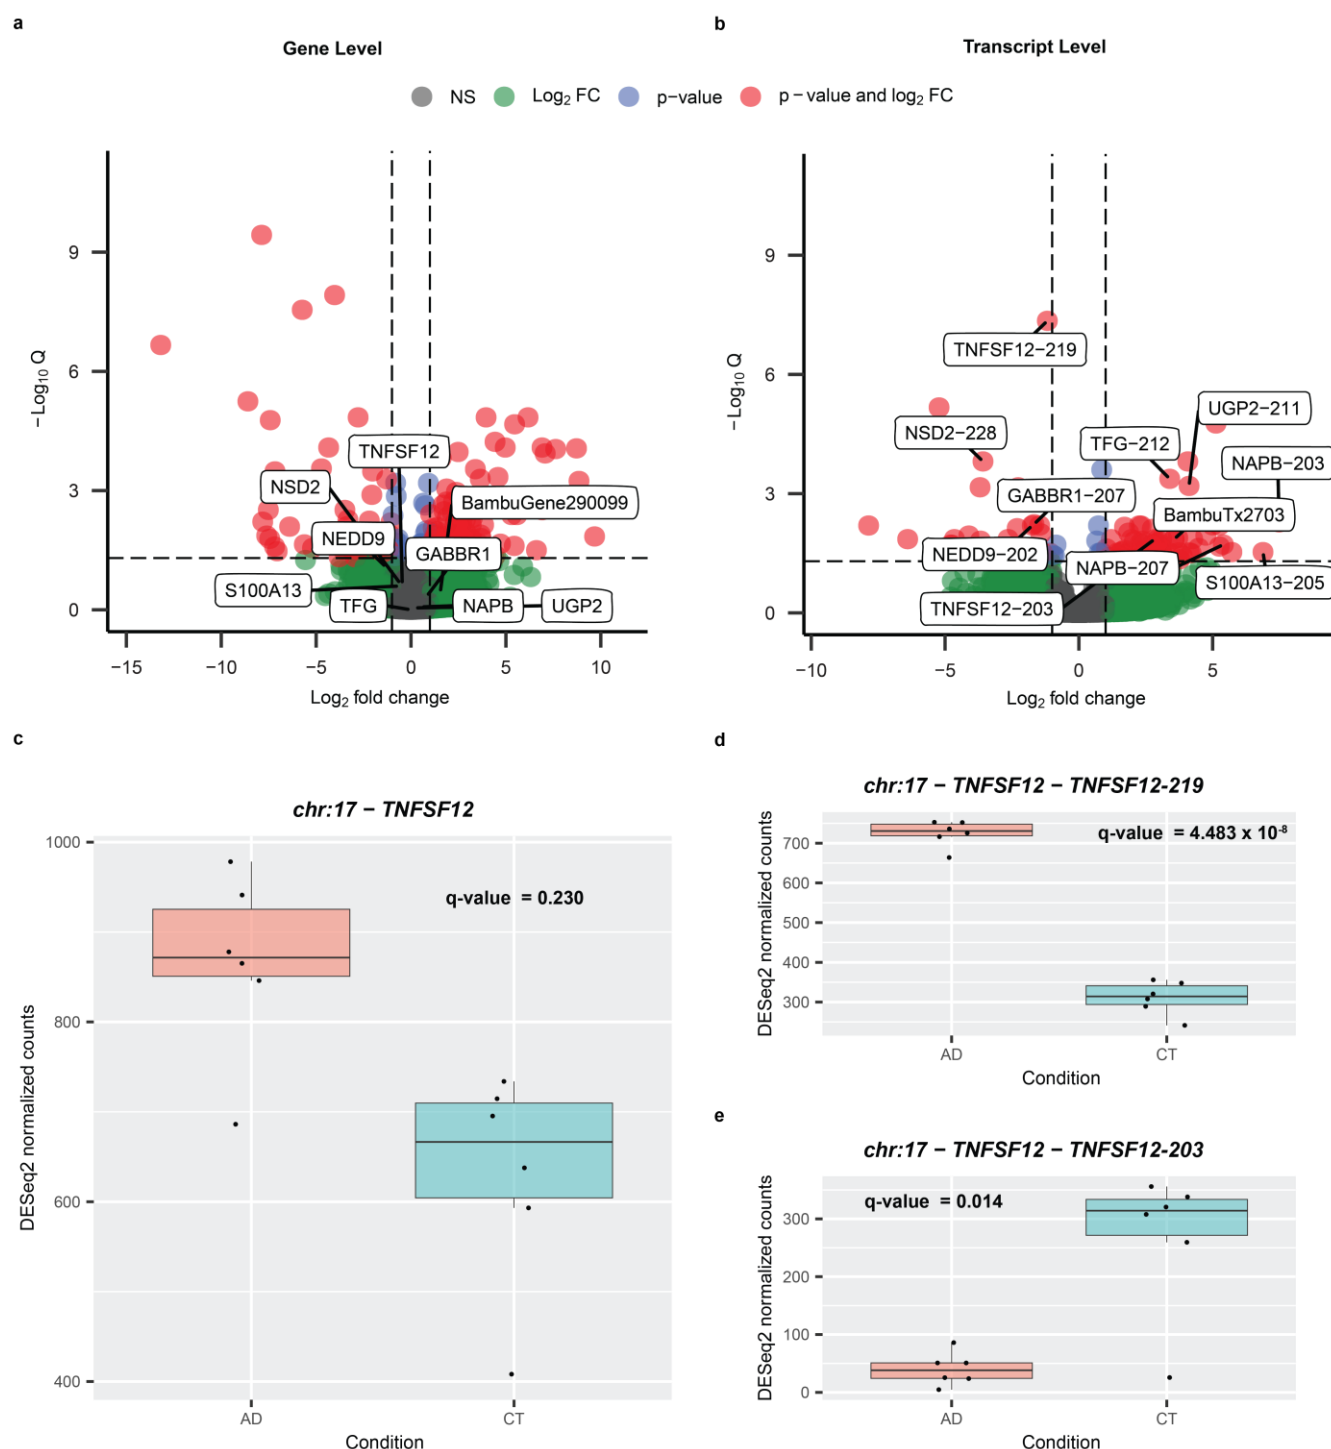 a
Gene Level
b
Transcript Level
NS
Log2 FC
p−value
p − value and log2 FC
−Log10 Q
9
6
3
0
TNFSF12
NSD2
BambuGene290099
NEDD9
GABBR1
S100A13
TFG
NAPB
UGP2
−15
−10
−5
0
5
10
Log2 fold change
−Log10 Q
9
6
3
0
TNFSF12−219
UGP2−211
NSD2−228
TFG−212
NAPB−203
GABBR1−207
BambuTx2703
NEDD9−202
NAPB−207
S100A13−205
TNFSF12−203
−10
−5
0
5
Log2 fold change
c
chr:17 − TNFSF12
q-value = 0.230
DESeq2 normalized counts
1000
800
600
400
AD
CT
Condition
d
chr:17 − TNFSF12 − TNFSF12-219
q-value = 4.483 x 10-8
DESeq2 normalized counts
700
600
500
400
300
AD
CT
Condition
e
chr:17 − TNFSF12 − TNFSF12-203
q-value = 0.014
DESeq2 normalized counts
300
200
100
0
AD
CT
Condition